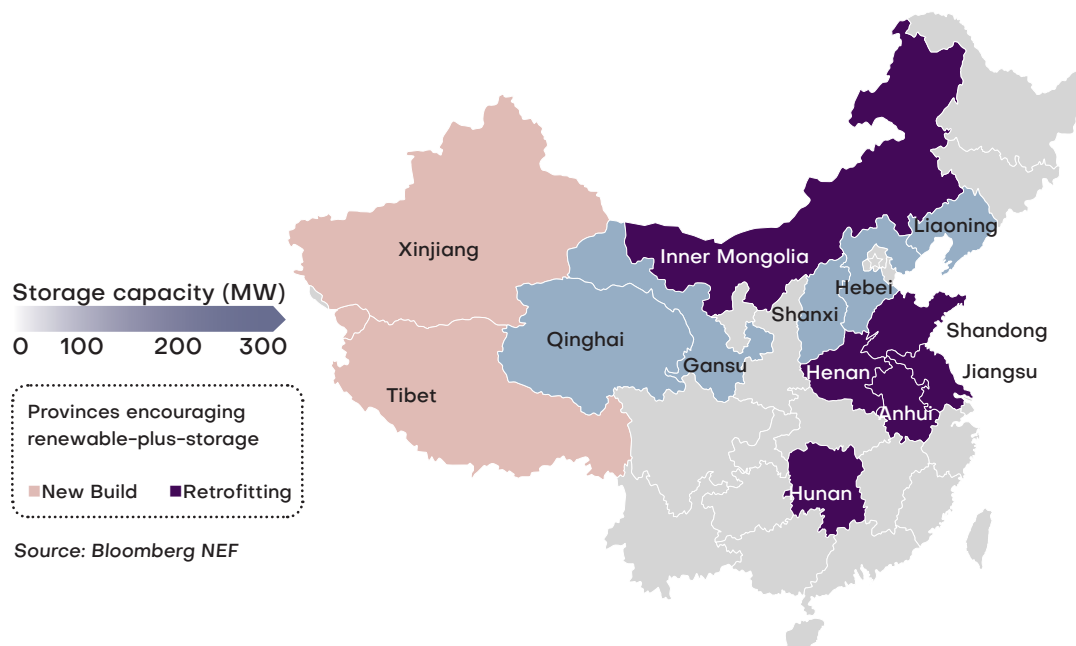 Storage capacity (MW)
0 100 200 300
Provinces encouraging
renewable-plus-storage
New Build Retrofitting
Source: Bloomberg NEF
Xinjiang
Tibet
Qinghai
Gansu
Inner Mongolia
Shanxi
Hebei
Liaoning
Shandong
Jiangsu
Henan
Anhui
Hunan